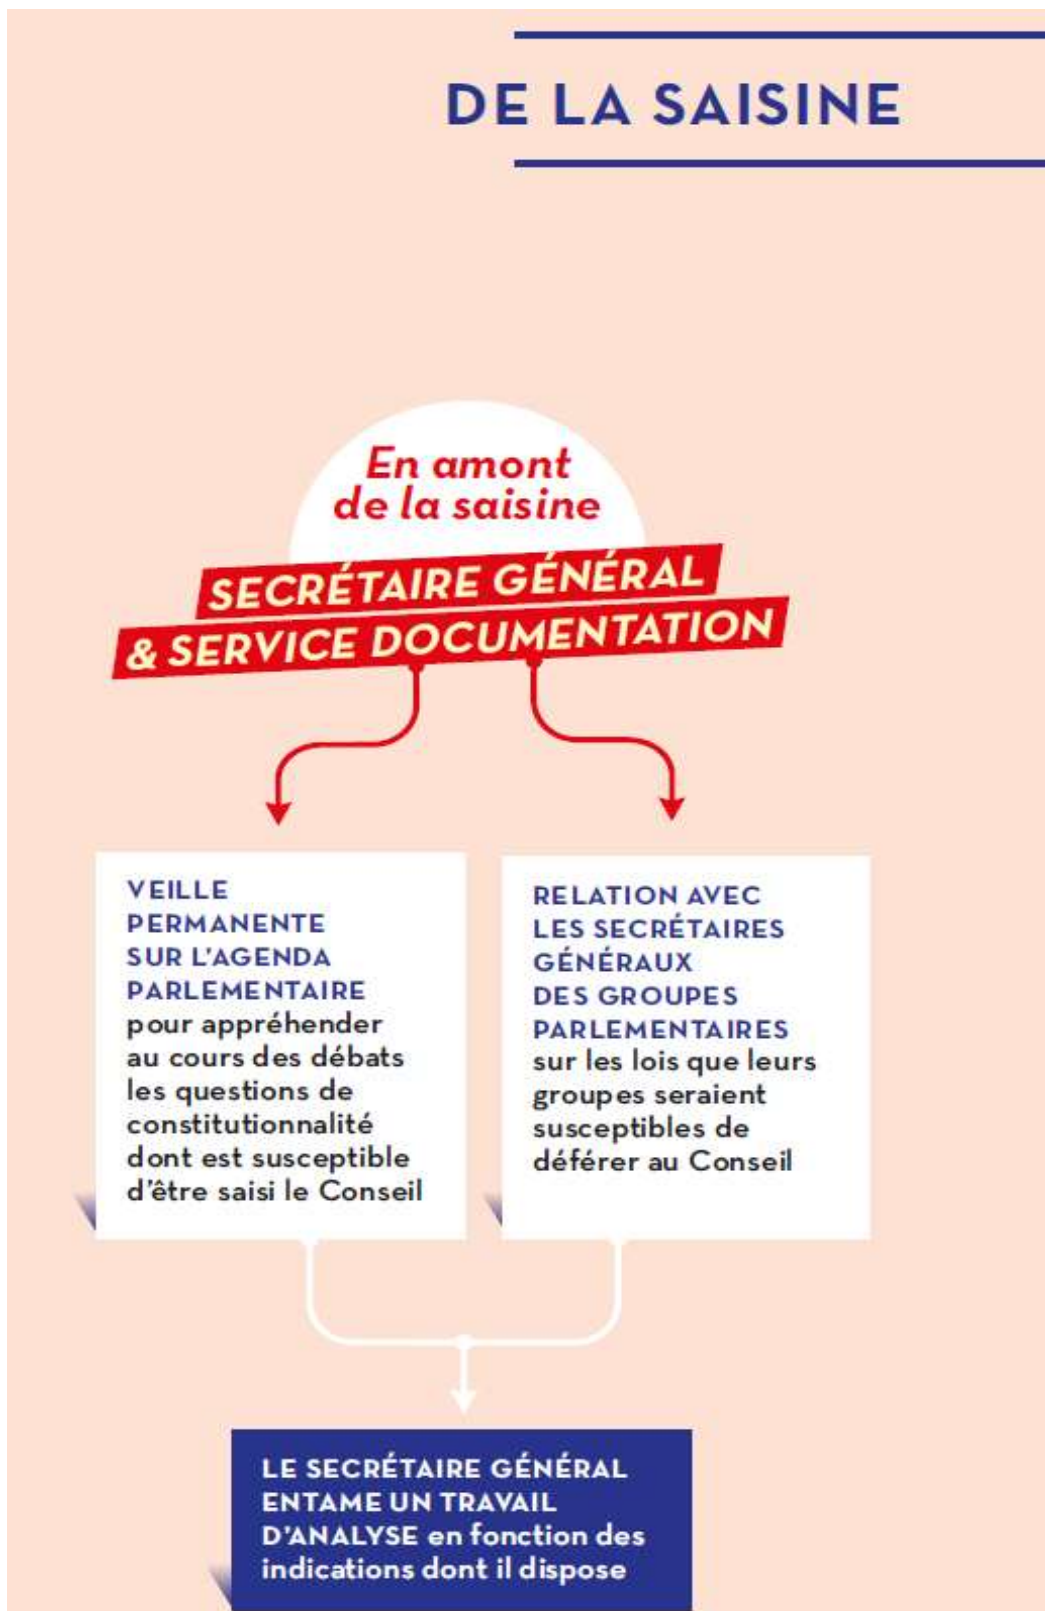 DE LA SAISINE
En amont
de la saisine
SECRÉTAIRE GÉNÉRAL
& SERVICE DOCUMENTATION
VEILLE
PERMANENTE
SUR L'AGENDA
PARLEMENTAIRE
pour appréhender
au cours des débats
les questions de
constitutionnalité
dont est susceptible
d'être saisi le Conseil
RELATION AVEC
LES SECRÉTAIRES
GÉNÉRAUX
DES GROUPES
PARLEMENTAIRES
sur les lois que leurs
groupes seraient
susceptibles de
déférer au Conseil
LE SECRÉTAIRE GÉNÉRAL
ENTAME UN TRAVAIL
D'ANALYSE en fonction des
indications dont il dispose